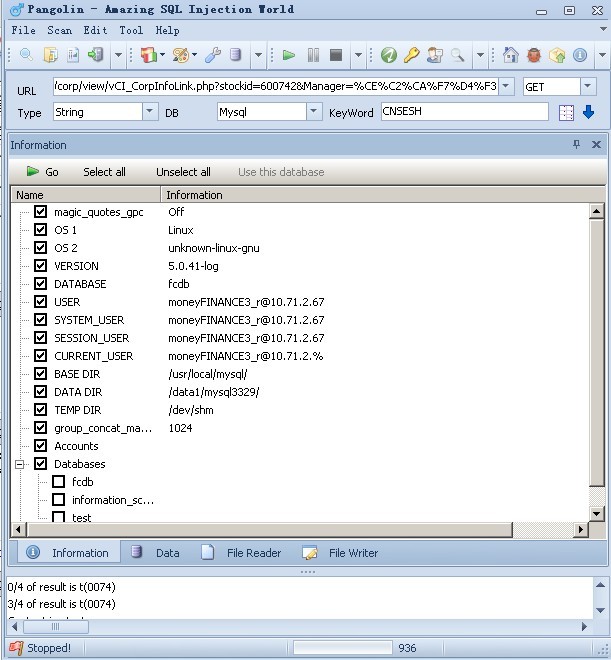 Pangolin - Amazing SQL Injection World
File Scan Edit Tool Help
URL /corp/view/vCI_CorpInfoLink.php?stockid=600742&Manager=%CE%C2%CA%F7%D4%F3 GET
Type String DB Mysql KeyWord CNSESH
Information
Go Select all Unselect all Use this database
Name Information
magic_quotes_gpc Off
OS 1 Linux
OS 2 unknown-linux-gnu
VERSION 5.0.41-log
DATABASE fcdb
USER moneyFINANCE3_r@10.71.2.67
SYSTEM_USER moneyFINANCE3_r@10.71.2.67
SESSION_USER moneyFINANCE3_r@10.71.2.67
CURRENT_USER moneyFINANCE3_r@10.71.2.%
BASE DIR /usr/local/mysql/
DATA DIR /data1/mysql3329/
TEMP DIR /dev/shm
group_concat_ma... 1024
Accounts
Databases
fcdb
information_sc...
test
Information Data File Reader File Writer
0/4 of result is t(0074)
3/4 of result is t(0074)
Stopped! 936